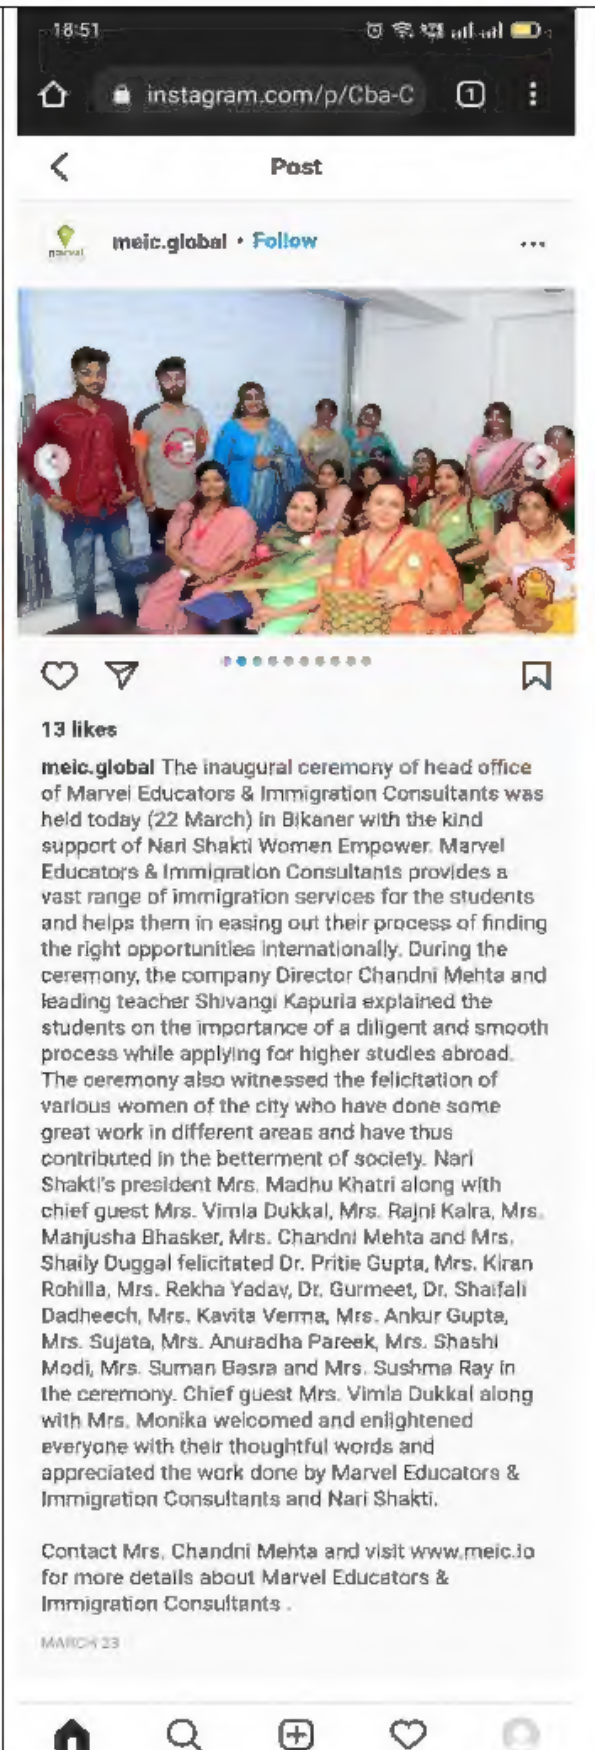 18:51
instagram.com/p/Cba-C
1
Post
marvel
meic.global • Follow
13 likes
meic.global The inaugural ceremony of head office
of Marvel Educators & Immigration Consultants was
held today (22 March) in Bikaner with the kind
support of Nari Shakti Women Empower. Marvel
Educators & Immigration Consultants provides a
vast range of immigration services for the students
and helps them in easing out their process of finding
the right opportunities internationally. During the
ceremony, the company Director Chandni Mehta and
leading teacher Shivangi Kapuria explained the
students on the importance of a diligent and smooth
process while applying for higher studies abroad.
The ceremony also witnessed the felicitation of
various women of the city who have done some
great work in different areas and have thus
contributed in the betterment of society. Nari
Shakti's president Mrs. Madhu Khatri along with
chief guest Mrs. Vimla Dukkal, Mrs. Rajni Kalra, Mrs.
Manjusha Bhasker, Mrs. Chandni Mehta and Mrs.
Shaily Duggal felicitated Dr. Pritie Gupta, Mrs. Kiran
Rohilla, Mrs. Rekha Yadav, Dr. Gurmeet, Dr. Shaifali
Dadheech, Mrs. Kavita Verma, Mrs. Ankur Gupta,
Mrs. Sujata, Mrs. Anuradha Pareek, Mrs. Shashi
Modi, Mrs. Suman Basra and Mrs. Sushma Ray in
the ceremony. Chief guest Mrs. Vimla Dukkal along
with Mrs. Monika welcomed and enlightened
everyone with their thoughtful words and
appreciated the work done by Marvel Educators &
Immigration Consultants and Nari Shakti.
Contact Mrs. Chandni Mehta and visit www.meic.io
for more details about Marvel Educators &
Immigration Consultants .
MARCH 23